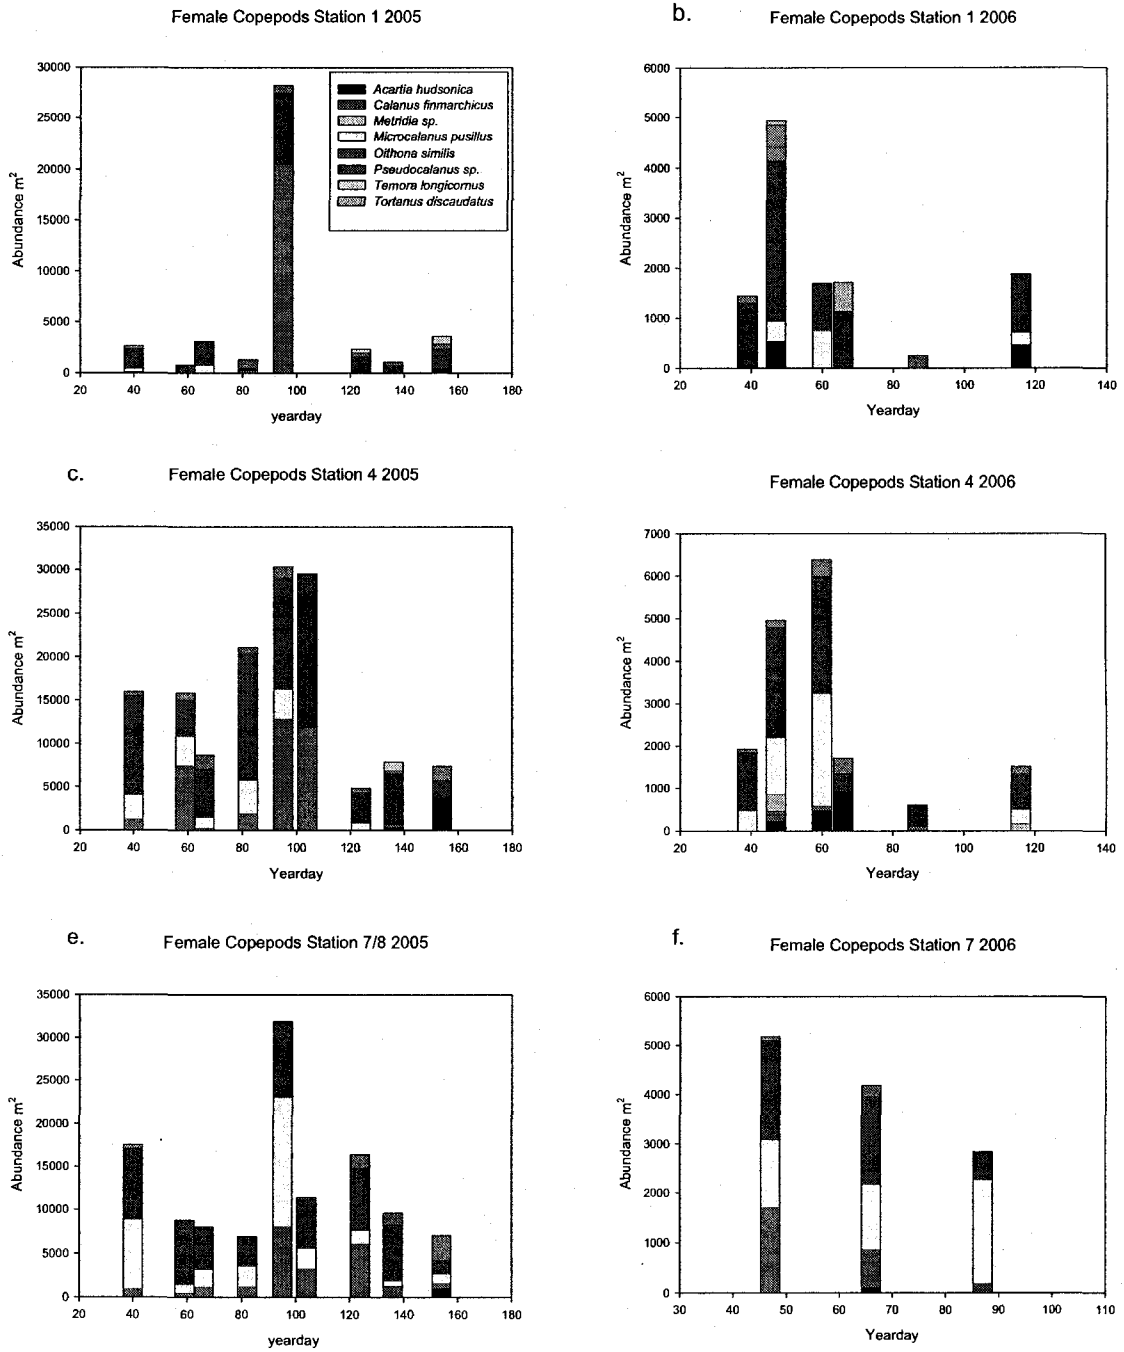 Female Copepods Station 1 2005
30000
25000
20000
15000
10000
5000
0
Abundance m²
20 40 60 80 100 120 140 160 180
yearday
Acartia hudsonica
Calanus finmarchicus
Metridia sp.
Microcalanus pusillus
Oithona similis
Pseudocalanus sp.
Temora longicornus
Tortanus discaudatus
b.
Female Copepods Station 1 2006
6000
5000
4000
3000
2000
1000
0
Abundance m²
20 40 60 80 100 120 140
Yearday
c.
Female Copepods Station 4 2005
35000
30000
25000
20000
15000
10000
5000
0
Abundance m²
20 40 60 80 100 120 140 160 180
Yearday
Female Copepods Station 4 2006
7000
6000
5000
4000
3000
2000
1000
0
Abundance m²
20 40 60 80 100 120 140
Yearday
e.
Female Copepods Station 7/8 2005
35000
30000
25000
20000
15000
10000
5000
0
Abundance m²
20 40 60 80 100 120 140 160 180
yearday
f.
Female Copepods Station 7 2006
6000
5000
4000
3000
2000
1000
0
Abundance m²
30 40 50 60 70 80 90 100 110
Yearday